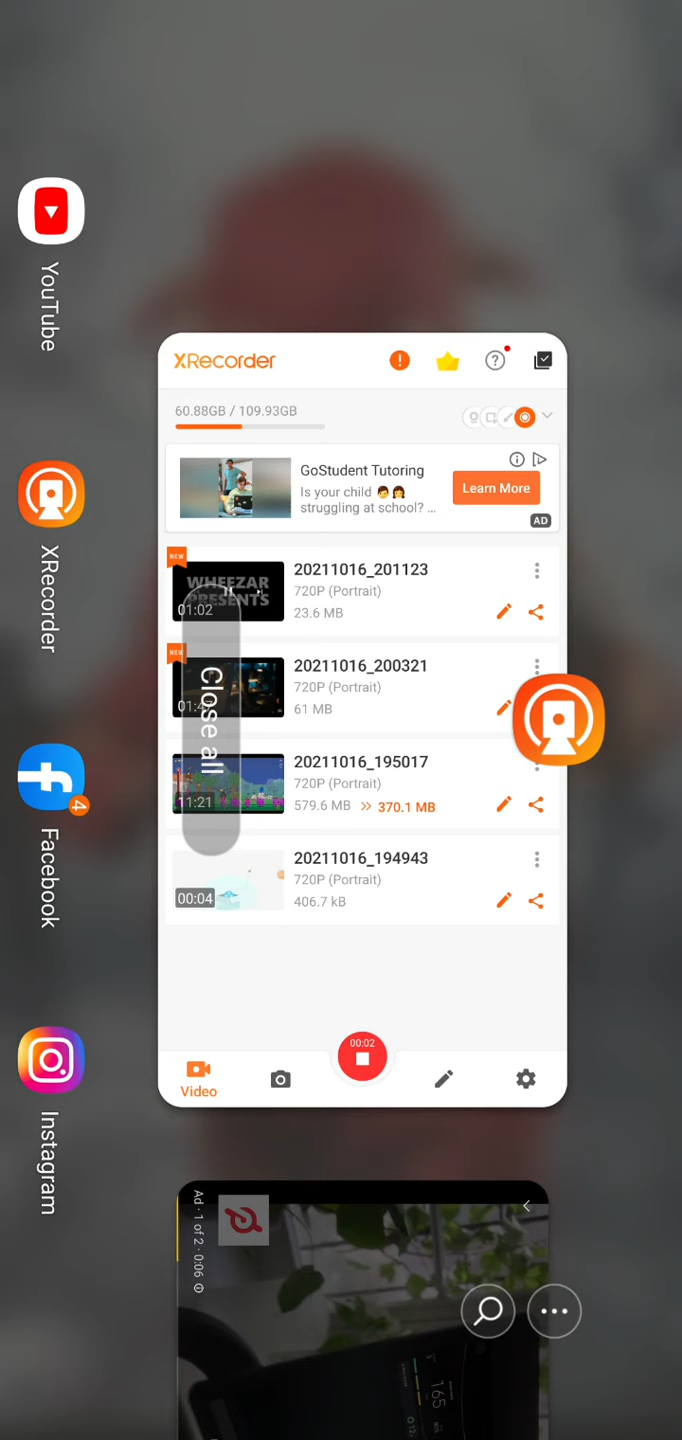 YouTube
XRecorder
Facebook
4
Instagram
XRecorder
60.88GB / 109.93GB
GoStudent Tutoring
Is your child 🧒👩
struggling at school? ...
Learn More
AD
NEW
WHEEZAR
PRESENTS
01:02
20211016_201123
720P (Portrait)
23.6 MB
NEW
20211016_200321
720P (Portrait)
61 MB
Close all
11:21
20211016_195017
720P (Portrait)
579.6 MB >> 370.1 MB
00:04
20211016_194943
720P (Portrait)
406.7 kB
00:02
Video
Ad · 1 of 2 · 0:06
165